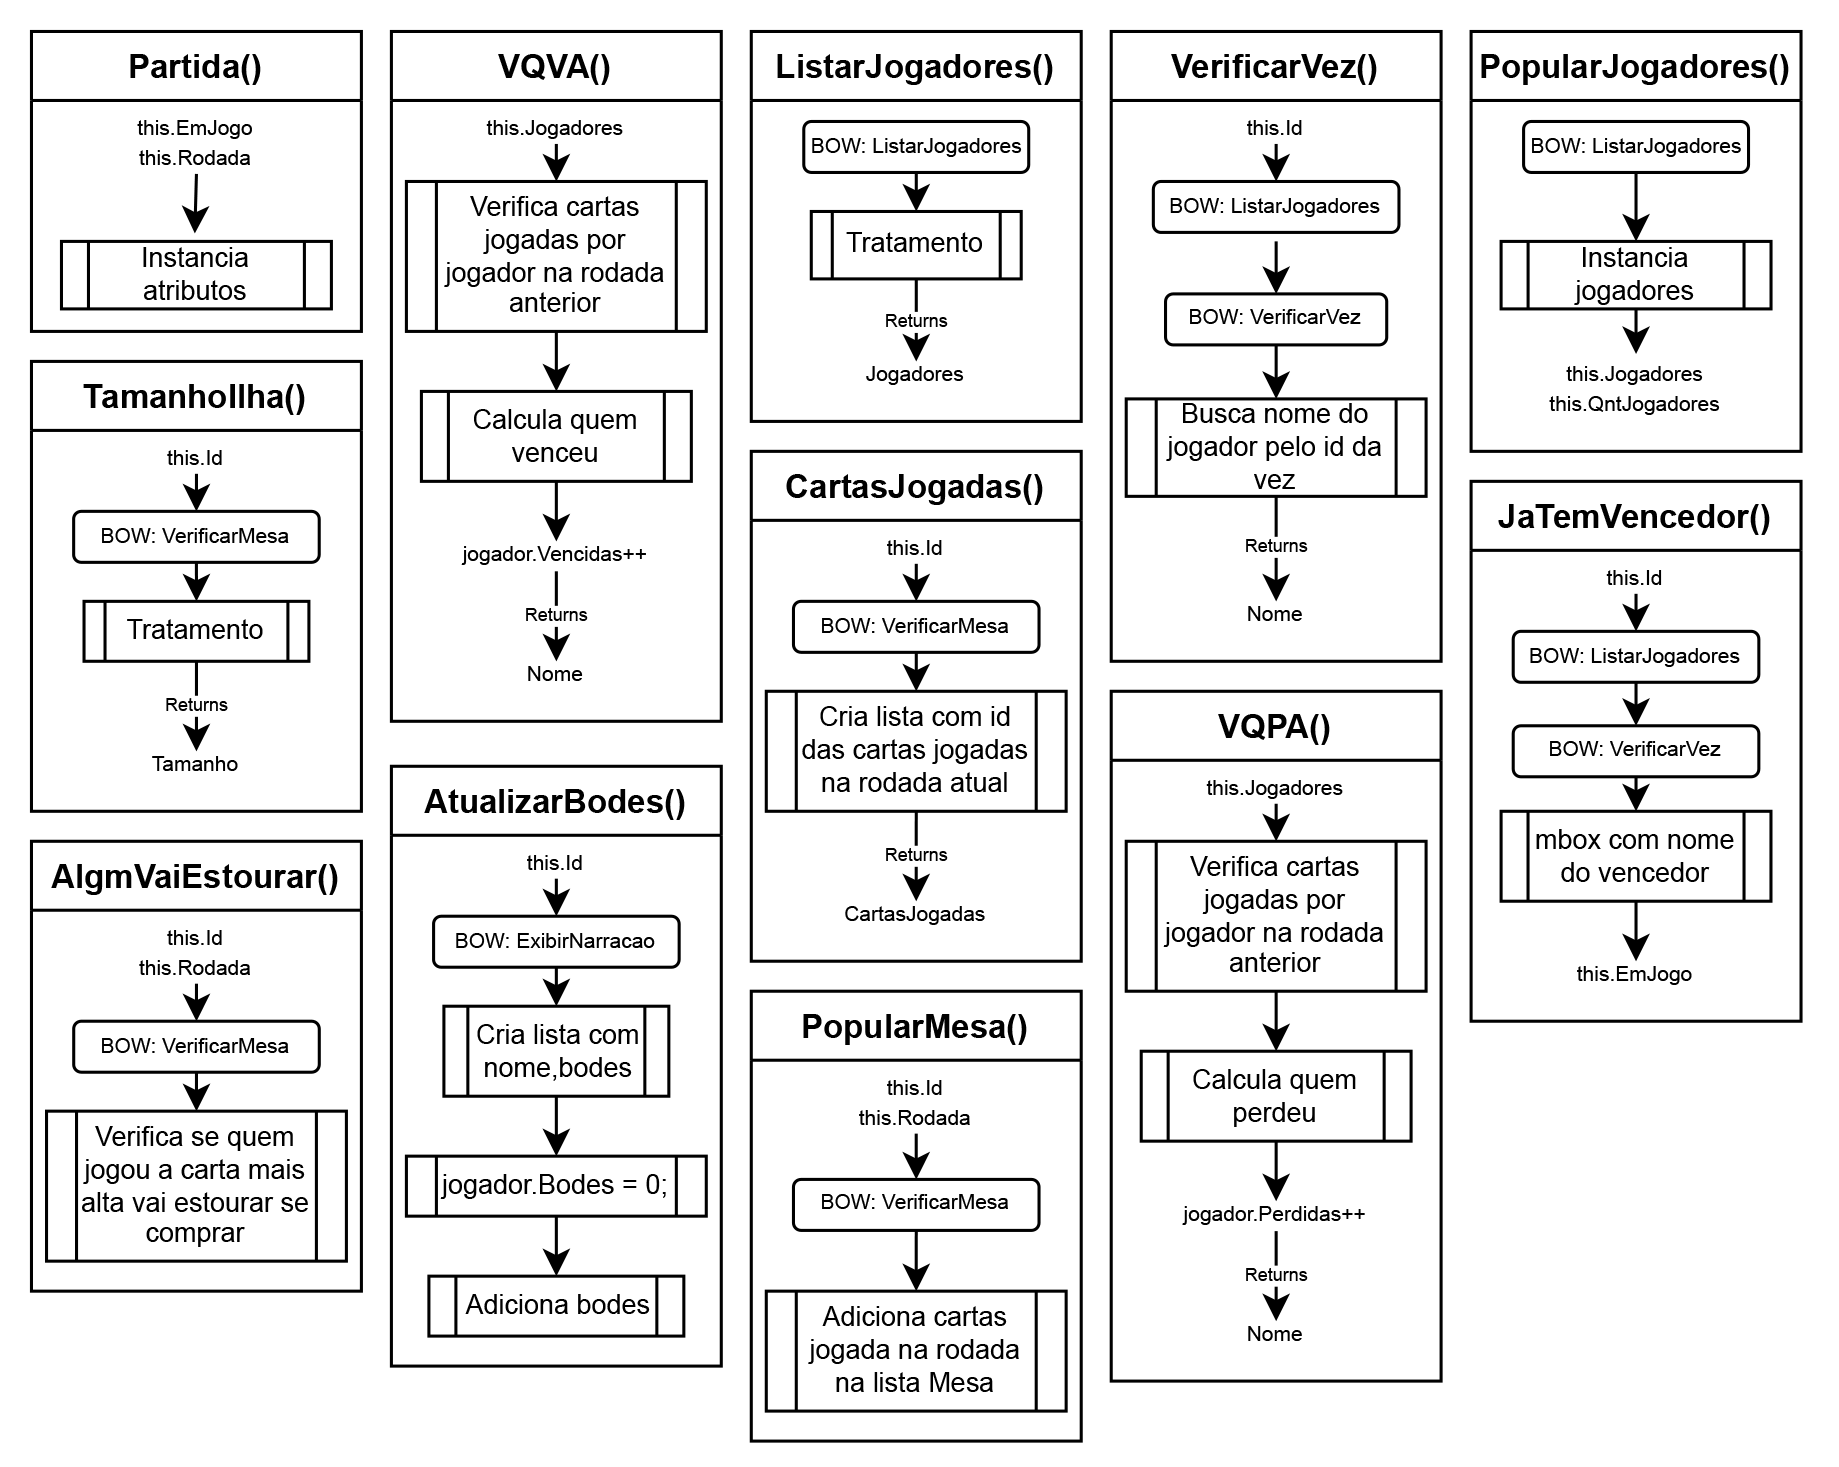 Partida()
this.EmJogo
this.Rodada
Instancia
atributos
TamanhoIlha()
this.Id
BOW: VerificarMesa
Tratamento
Returns
Tamanho
AlgmVaiEstourar()
this.Id
this.Rodada
BOW: VerificarMesa
Verifica se quem
jogou a carta mais
alta vai estourar se
comprar
VQVA()
this.Jogadores
Verifica cartas
jogadas por
jogador na rodada
anterior
Calcula quem
venceu
jogador.Vencidas++
Returns
Nome
AtualizarBodes()
this.Id
BOW: ExibirNarracao
Cria lista com
nome,bodes
jogador.Bodes = 0;
Adiciona bodes
ListarJogadores()
BOW: ListarJogadores
Tratamento
Returns
Jogadores
CartasJogadas()
this.Id
BOW: VerificarMesa
Cria lista com id
das cartas jogadas
na rodada atual
Returns
CartasJogadas
PopularMesa()
this.Id
this.Rodada
BOW: VerificarMesa
Adiciona cartas
jogada na rodada
na lista Mesa
VerificarVez()
this.Id
BOW: ListarJogadores
BOW: VerificarVez
Busca nome do
jogador pelo id da
vez
Returns
Nome
VQPA()
this.Jogadores
Verifica cartas
jogadas por
jogador na rodada
anterior
Calcula quem
perdeu
jogador.Perdidas++
Returns
Nome
PopularJogadores()
BOW: ListarJogadores
Instancia
jogadores
this.Jogadores
this.QntJogadores
JaTemVencedor()
this.Id
BOW: ListarJogadores
BOW: VerificarVez
mbox com nome
do vencedor
this.EmJogo